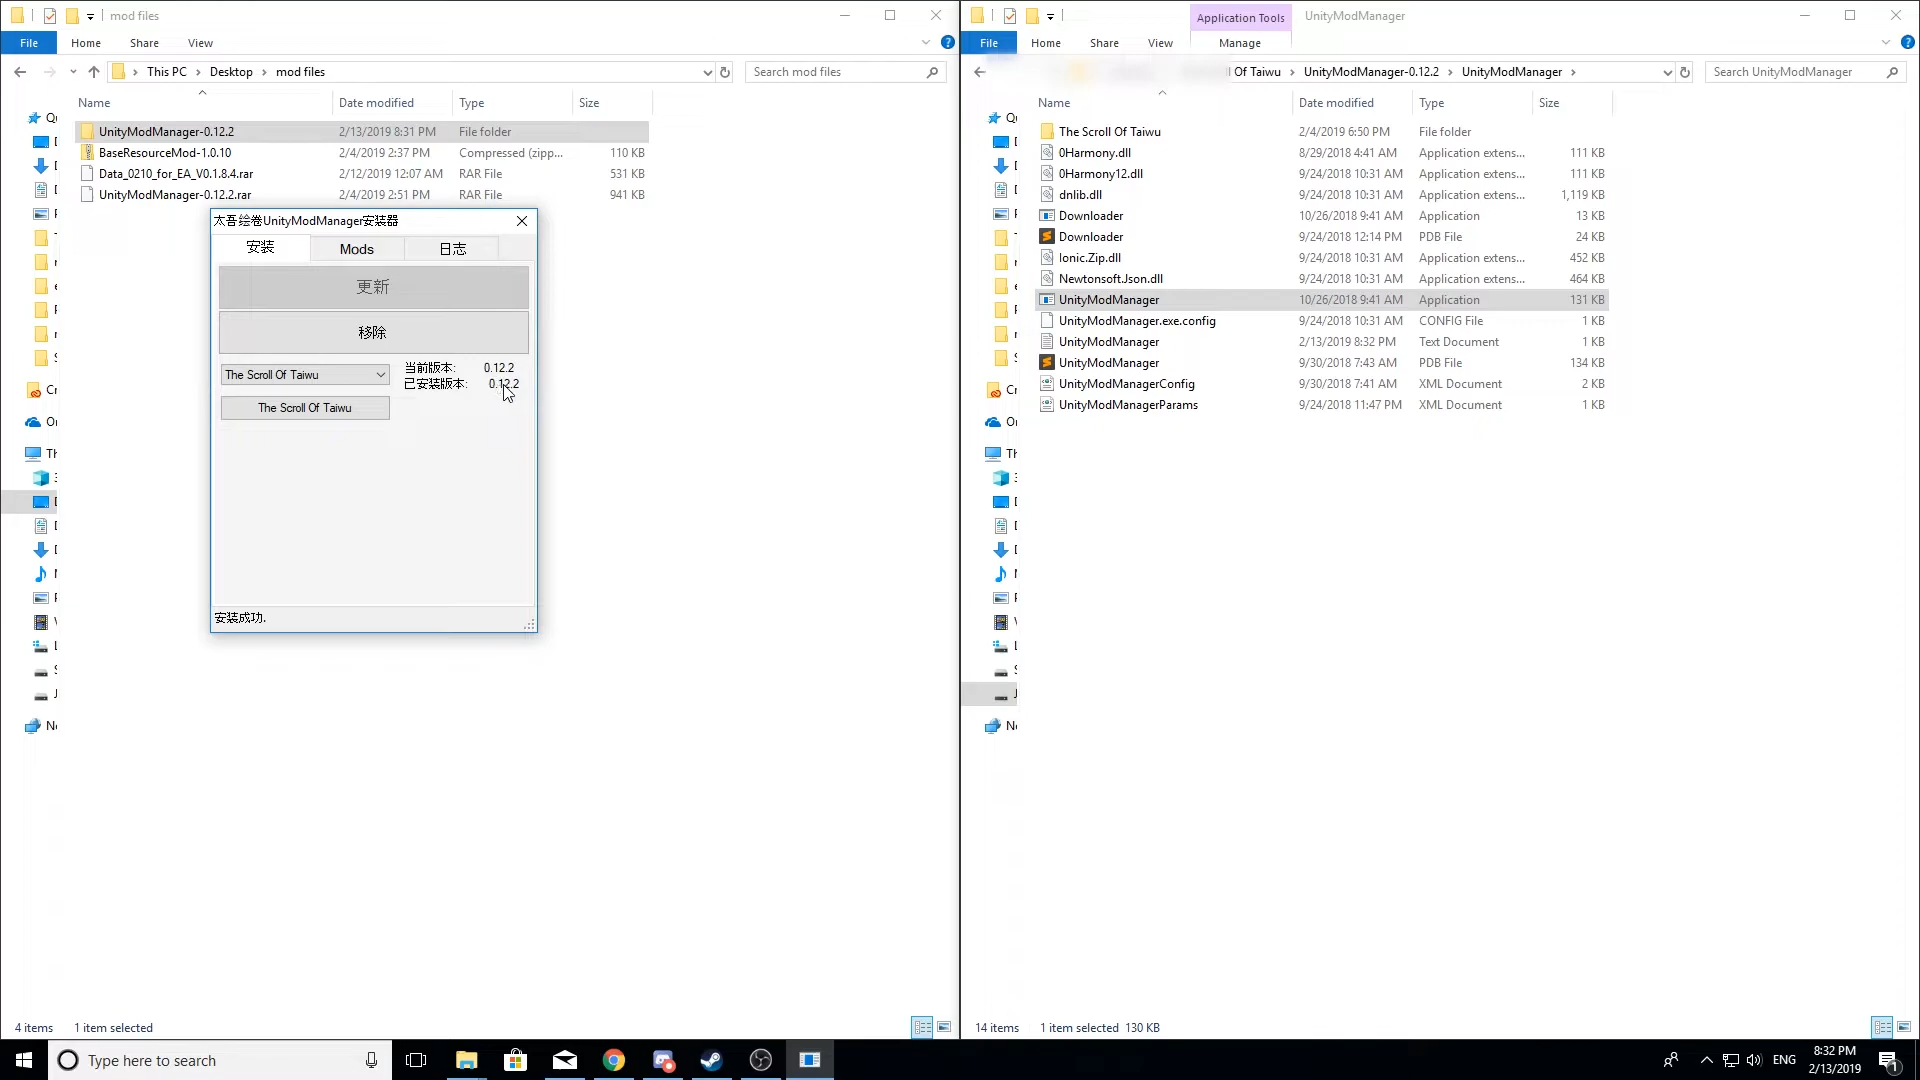 mod files
File
Home
Share
View
This PC
Desktop
mod files
Search mod files
Name
Date modified
Type
Size
UnityModManager-0.12.2
2/13/2019 8:31 PM
File folder
BaseResourceMod-1.0.10
2/4/2019 2:37 PM
Compressed (zipp...
110 KB
Data_0210_for_EA_V0.1.8.4.rar
2/12/2019 12:07 AM
RAR File
531 KB
UnityModManager-0.12.2.rar
2/4/2019 2:51 PM
RAR File
941 KB
太吾绘卷UnityModManager安装器
安装
Mods
日志
更新
移除
The Scroll Of Taiwu
当前版本:
0.12.2
已安装版本:
0.12.2
The Scroll Of Taiwu
安装成功.
4 items
1 item selected
Application Tools
UnityModManager
File
Home
Share
View
Manage
Of Taiwu
UnityModManager-0.12.2
UnityModManager
Search UnityModManager
Name
Date modified
Type
Size
The Scroll Of Taiwu
2/4/2019 6:50 PM
File folder
0Harmony.dll
8/29/2018 4:41 AM
Application extens...
111 KB
0Harmony12.dll
9/24/2018 10:31 AM
Application extens...
111 KB
dnlib.dll
9/24/2018 10:31 AM
Application extens...
1,119 KB
Downloader
10/26/2018 9:41 AM
Application
13 KB
Downloader
9/24/2018 12:14 PM
PDB File
24 KB
Ionic.Zip.dll
9/24/2018 10:31 AM
Application extens...
452 KB
Newtonsoft.Json.dll
9/24/2018 10:31 AM
Application extens...
464 KB
UnityModManager
10/26/2018 9:41 AM
Application
131 KB
UnityModManager.exe.config
9/24/2018 10:31 AM
CONFIG File
1 KB
UnityModManager
2/13/2019 8:32 PM
Text Document
1 KB
UnityModManager
9/30/2018 7:43 AM
PDB File
134 KB
UnityModManagerConfig
9/30/2018 7:41 AM
XML Document
2 KB
UnityModManagerParams
9/24/2018 11:47 PM
XML Document
1 KB
14 items
1 item selected 130 KB
Type here to search
ENG
8:32 PM
2/13/2019
1